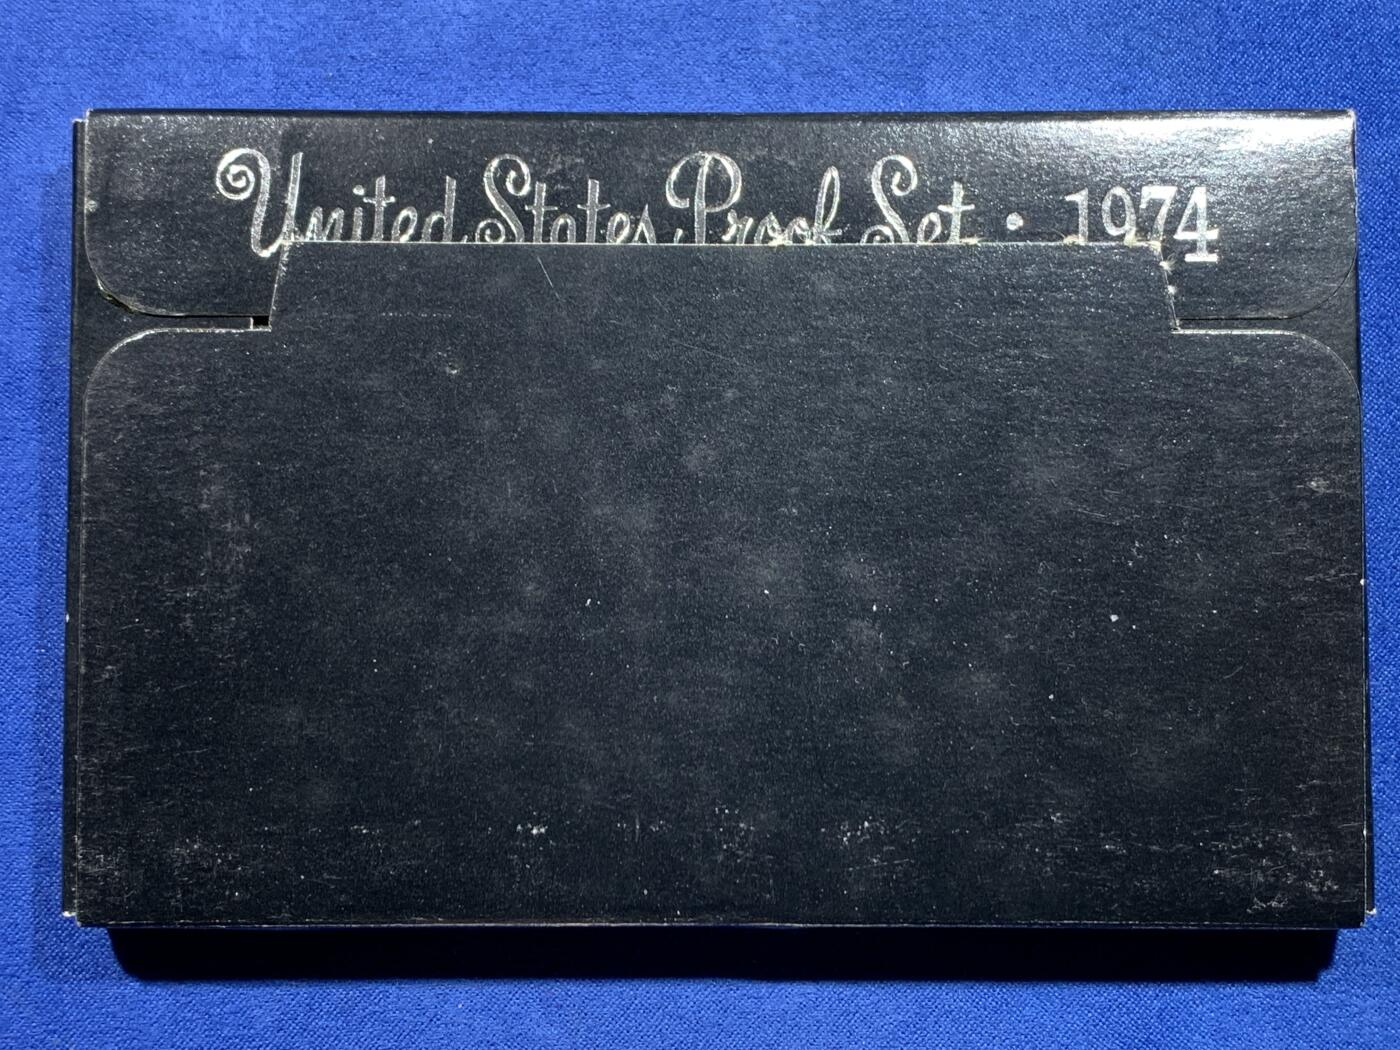 United States Proof Set • 1974